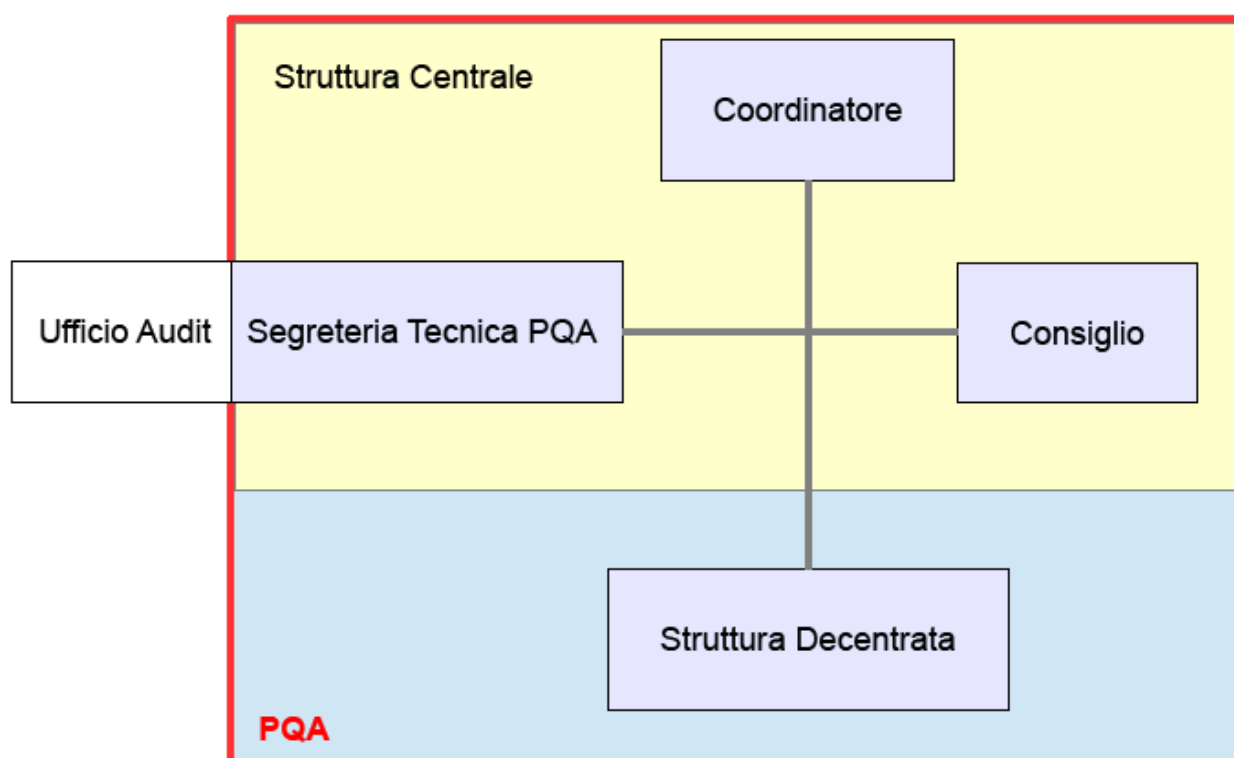 Struttura Centrale
Coordinatore
Ufficio Audit
Segreteria Tecnica PQA
Consiglio
Struttura Decentrata
PQA